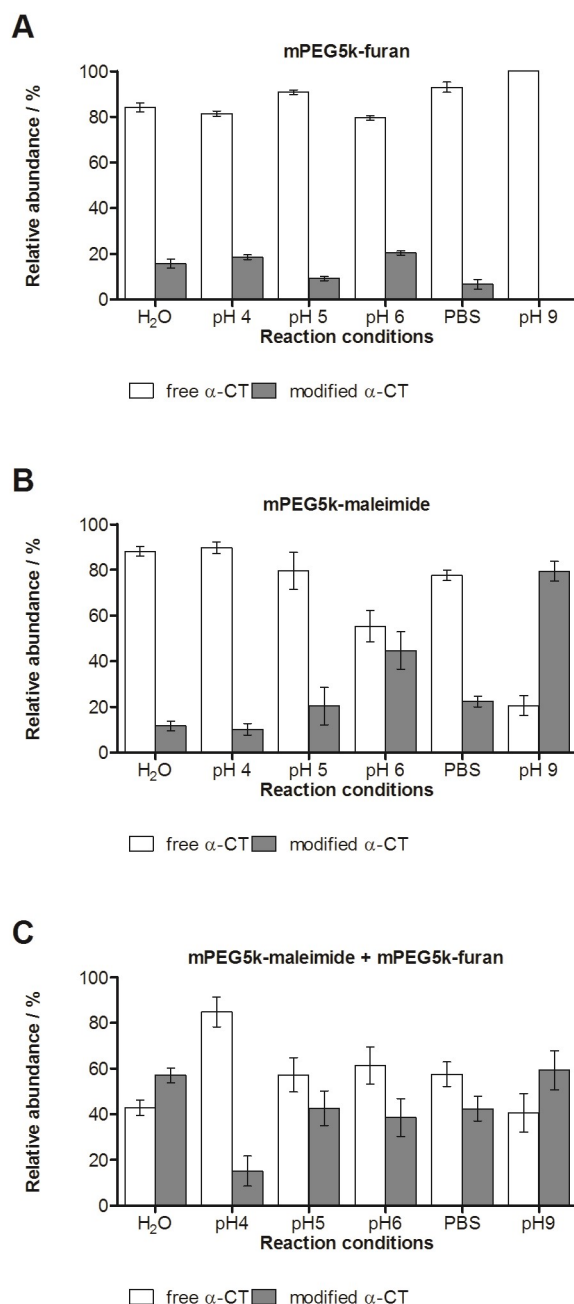 A
mPEG5k-furan
Relative abundance / %
100
80
60
40
20
0
H₂O pH 4 pH 5 pH 6 PBS pH 9
Reaction conditions
free α-CT modified α-CT
B
mPEG5k-maleimide
Relative abundance / %
100
80
60
40
20
0
H₂O pH 4 pH 5 pH 6 PBS pH 9
Reaction conditions
free α-CT modified α-CT
C
mPEG5k-maleimide + mPEG5k-furan
Relative abundance / %
100
80
60
40
20
0
H₂O pH4 pH5 pH6 PBS pH9
Reaction conditions
free α-CT modified α-CT